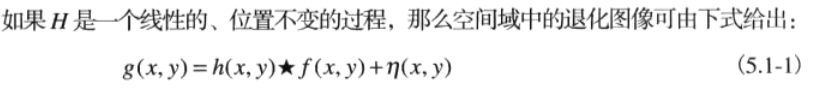 如果 H 是一个线性的、位置不变的过程，那么空间域中的退化图像可由下式给出：
g(x, y) = h(x, y)★f(x, y) + η(x, y) (5.1-1)